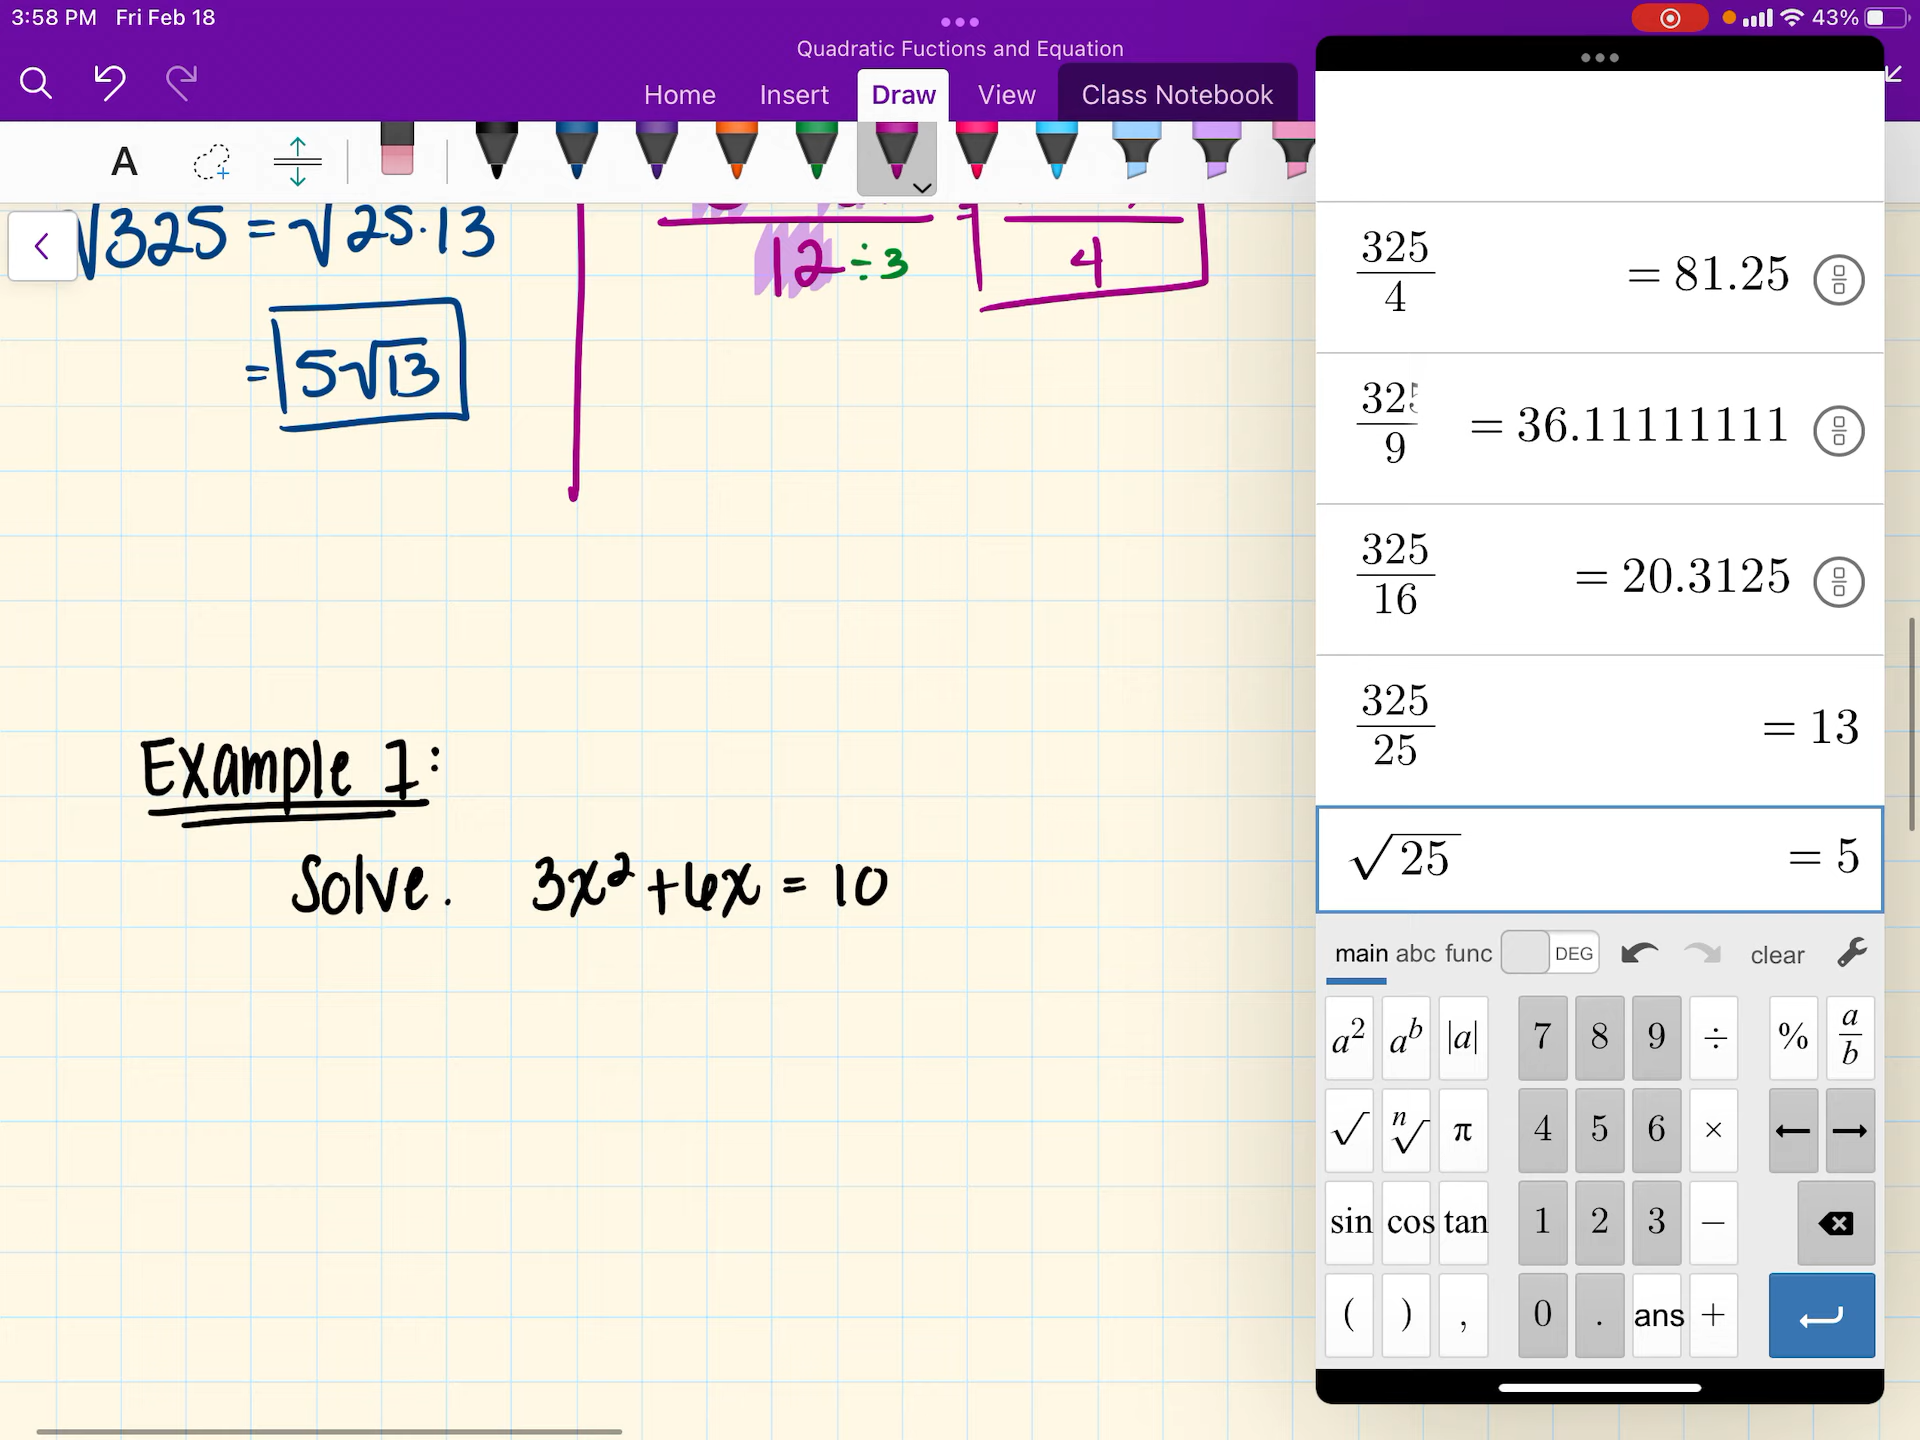 3:58 PM Fri Feb 18
43%
Quadratic Fuctions and Equation
Home Insert Draw View Class Notebook
A
√325 = √25·13
= 5√13
12 ÷3 =
4
Example 1:
Solve. 3x² + 6x = 10
325
4
= 81.25
325
9
= 36.11111111
325
16
= 20.3125
325
25
= 13
√25 = 5
main abc func DEG clear
a² aᵇ |a| 7 8 9 ÷ % a/b
√ ⁿ√ π 4 5 6 × ← →
sin cos tan 1 2 3 −
( ) , 0 . ans +